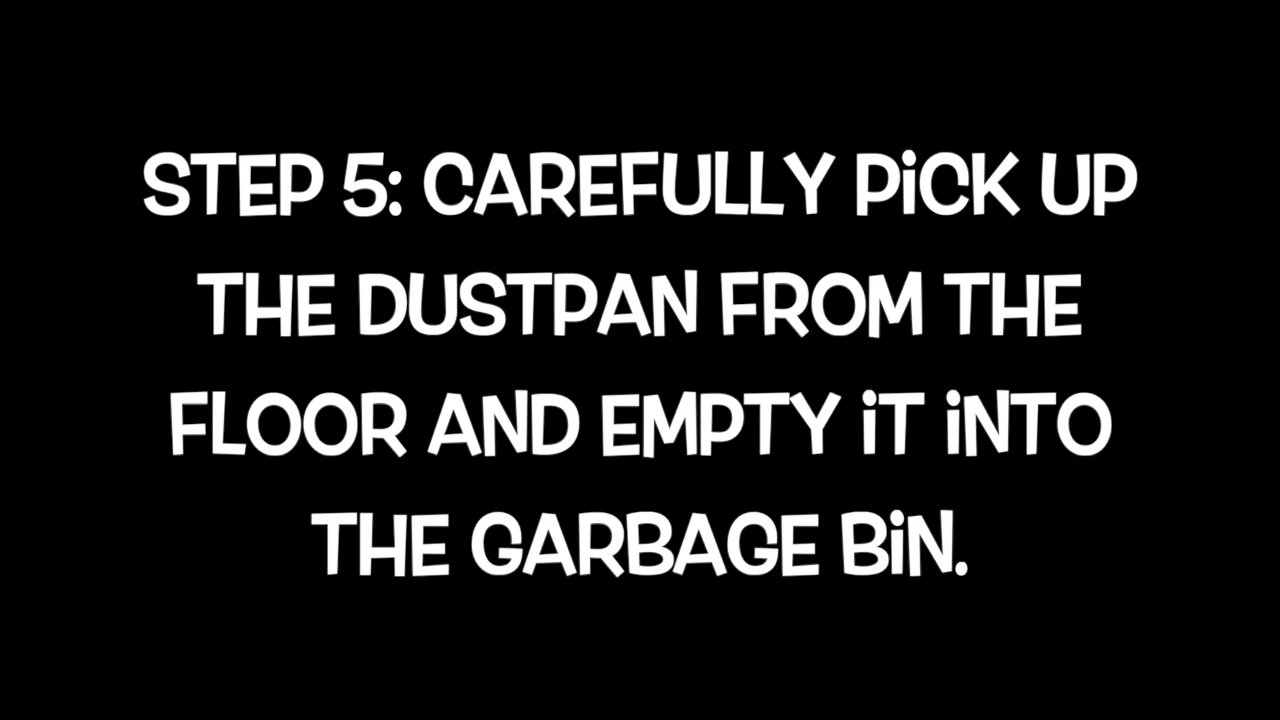 STEP 5: CAREFULLY PiCK UP
THE DUSTPAN FROM THE
FLOOR AND EMPTY iT iNTO
THE GARBAGE BiN.